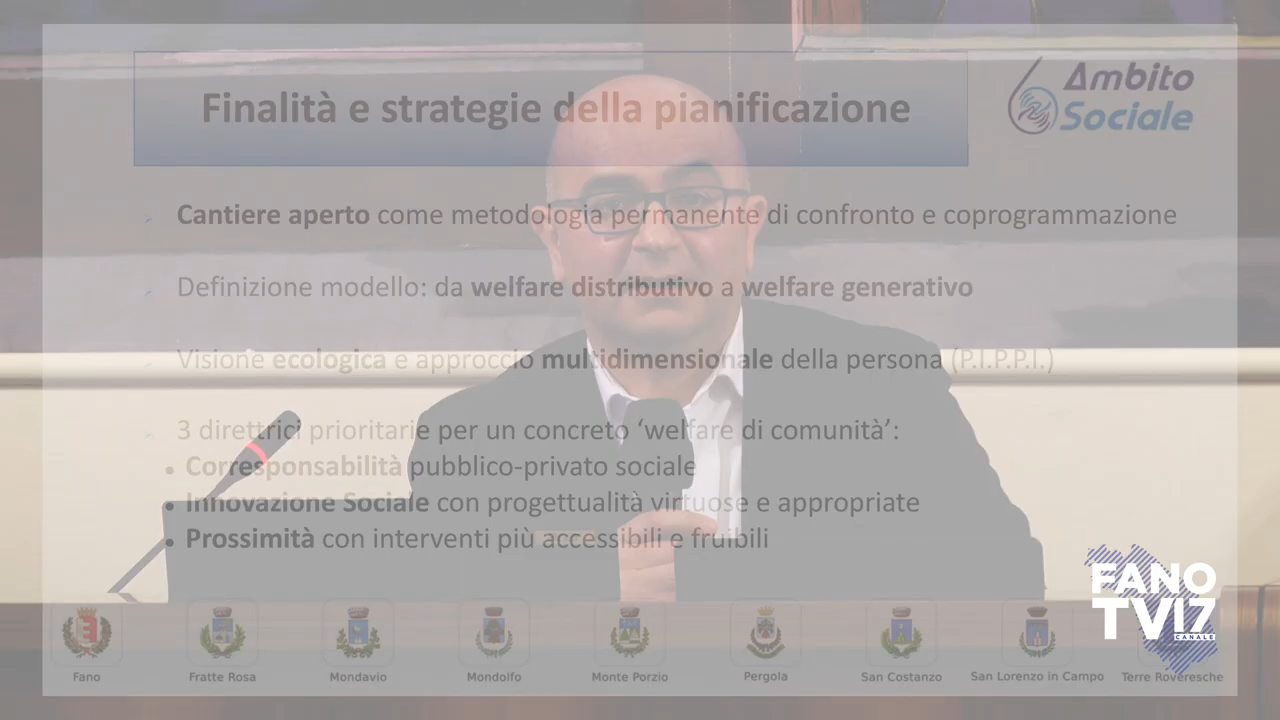 Finalità e strategie della pianificazione
Ambito
Sociale
Cantiere aperto come metodologia permanente di confronto e coprogrammazione
Definizione modello: da welfare distributivo a welfare generativo
Visione ecologica e approccio multidimensionale della persona (P.I.P.P.I.)
3 direttrici prioritarie per un concreto ‘welfare di comunità’:
• Corresponsabilità pubblico-privato sociale
• Innovazione Sociale con progettualità virtuose e appropriate
• Prossimità con interventi più accessibili e fruibili
FANO
TV17
CANALE
Fano Fratte Rosa Mondavio Mondolfo Monte Porzio Pergola San Costanzo San Lorenzo in Campo Terre Roveresche